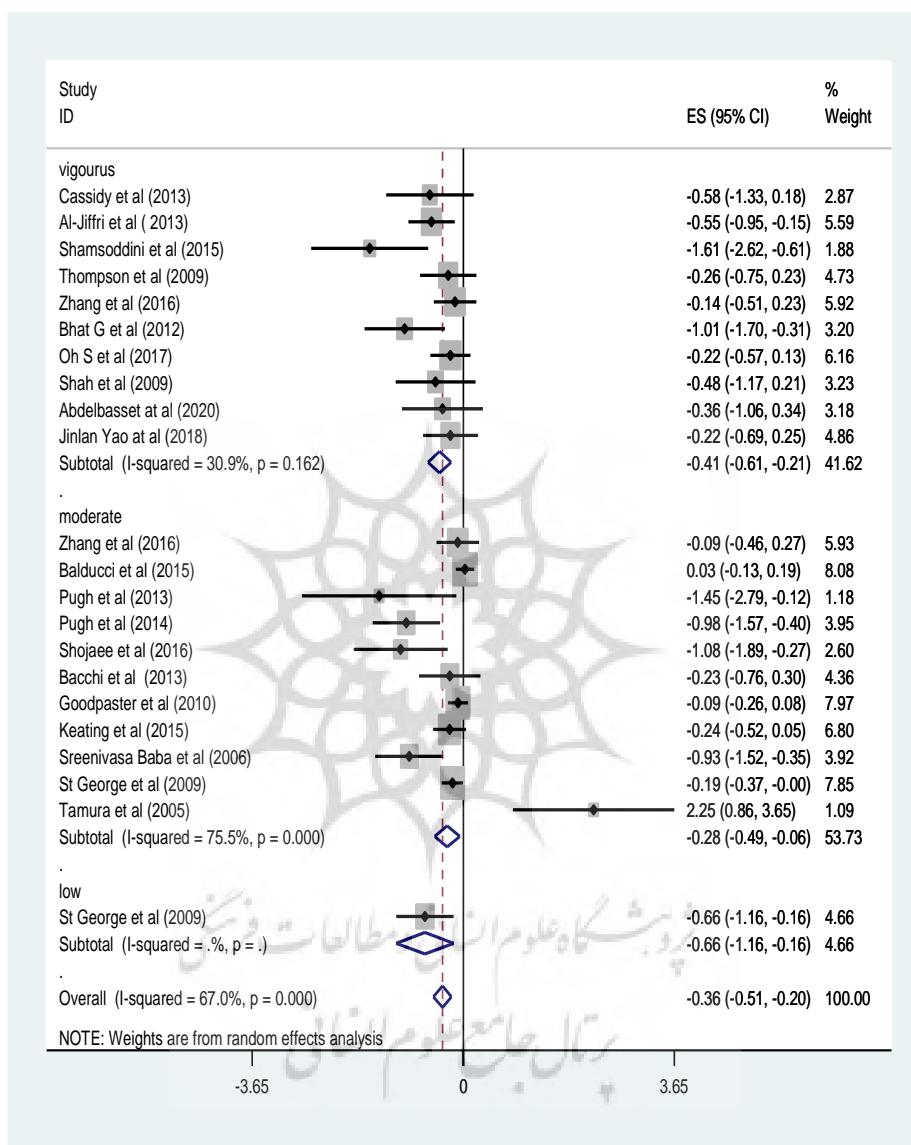 Study % 
ID ES (95% CI) Weight
vigourus
Cassidy et al (2013) -0.58 (-1.33, 0.18) 2.87
Al-Jiffri et al ( 2013) -0.55 (-0.95, -0.15) 5.59
Shamsoddini et al (2015) -1.61 (-2.62, -0.61) 1.88
Thompson et al (2009) -0.26 (-0.75, 0.23) 4.73
Zhang et al (2016) -0.14 (-0.51, 0.23) 5.92
Bhat G et al (2012) -1.01 (-1.70, -0.31) 3.20
Oh S et al (2017) -0.22 (-0.57, 0.13) 6.16
Shah et al (2009) -0.48 (-1.17, 0.21) 3.23
Abdelbasset at al (2020) -0.36 (-1.06, 0.34) 3.18
Jinlan Yao at al (2018) -0.22 (-0.69, 0.25) 4.86
Subtotal (I-squared = 30.9%, p = 0.162) -0.41 (-0.61, -0.21) 41.62
.
moderate
Zhang et al (2016) -0.09 (-0.46, 0.27) 5.93
Balducci et al (2015) 0.03 (-0.13, 0.19) 8.08
Pugh et al (2013) -1.45 (-2.79, -0.12) 1.18
Pugh et al (2014) -0.98 (-1.57, -0.40) 3.95
Shojaee et al (2016) -1.08 (-1.89, -0.27) 2.60
Bacchi et al (2013) -0.23 (-0.76, 0.30) 4.36
Goodpaster et al (2010) -0.09 (-0.26, 0.08) 7.97
Keating et al (2015) -0.24 (-0.52, 0.05) 6.80
Sreenivasa Baba et al (2006) -0.93 (-1.52, -0.35) 3.92
St George et al (2009) -0.19 (-0.37, -0.00) 7.85
Tamura et al (2005) 2.25 (0.86, 3.65) 1.09
Subtotal (I-squared = 75.5%, p = 0.000) -0.28 (-0.49, -0.06) 53.73
.
low
St George et al (2009) -0.66 (-1.16, -0.16) 4.66
Subtotal (I-squared = .%, p = .) -0.66 (-1.16, -0.16) 4.66
پژوهشگاه علوم انسانی و مطالعات فرهنگی
.
Overall (I-squared = 67.0%, p = 0.000) -0.36 (-0.51, -0.20) 100.00
پرتال جامع علوم انسانی
NOTE: Weights are from random effects analysis
-3.65 0 3.65